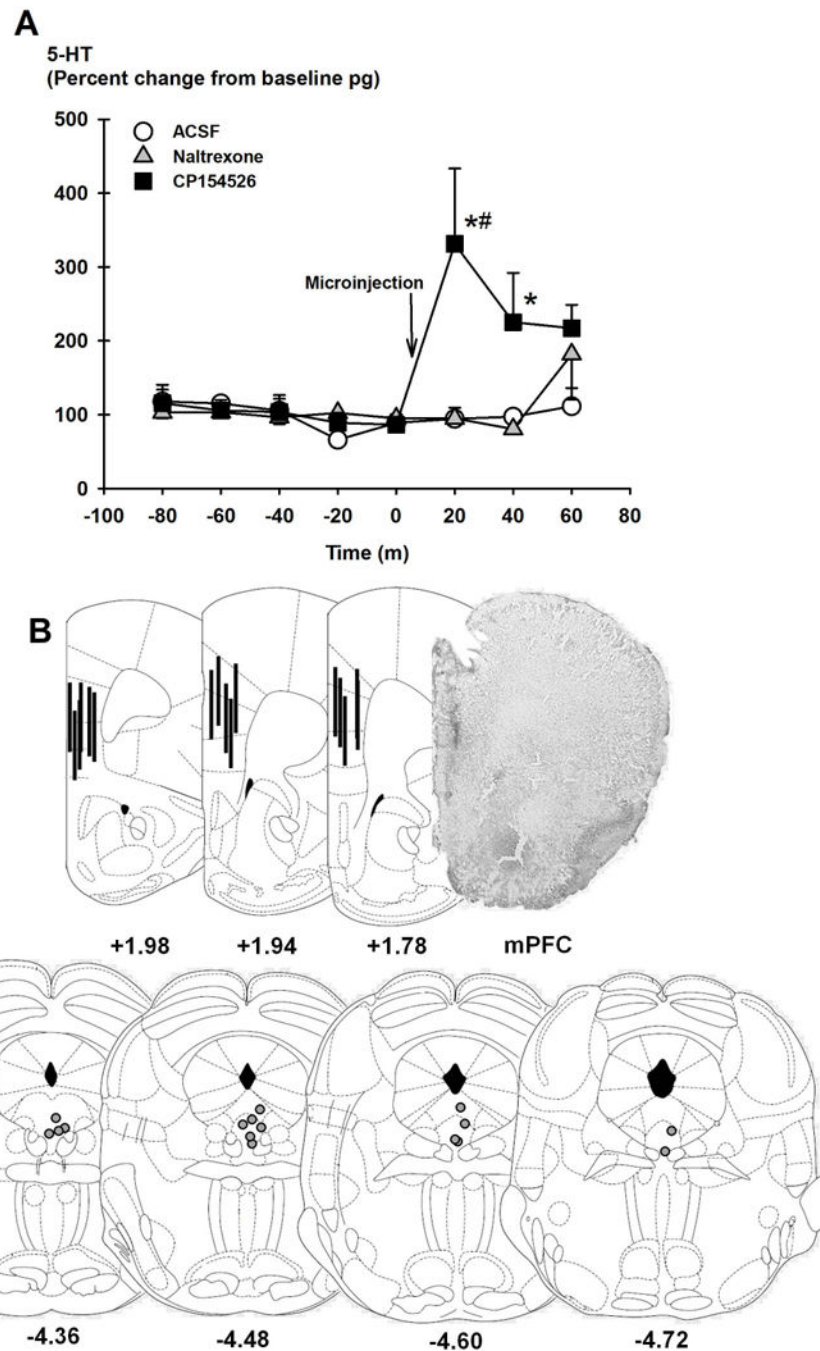 A
5-HT
(Percent change from baseline pg)
500
ACSF
Naltrexone
CP154526
400
*#
300
Microinjection
*
200
100
0
-100 -80 -60 -40 -20 0 20 40 60 80
Time (m)
B
+1.98 +1.94 +1.78 mPFC
-4.36 -4.48 -4.60 -4.72